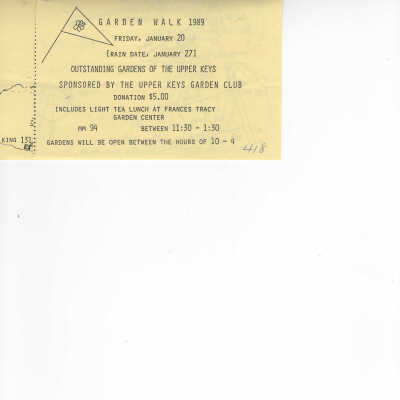 GARDEN WALK 1989
FRIDAY, JANUARY 20
(RAIN DATE, JANUARY 27)
OUTSTANDING GARDENS OF THE UPPER KEYS
SPONSORED BY THE UPPER KEYS GARDEN CLUB
DONATION $5.00
INCLUDES LIGHT TEA LUNCH AT FRANCES TRACY
GARDEN CENTER
MM 94 BETWEEN 11:30 - 1:30
GARDENS WILL BE OPEN BETWEEN THE HOURS OF 10 - 4
418